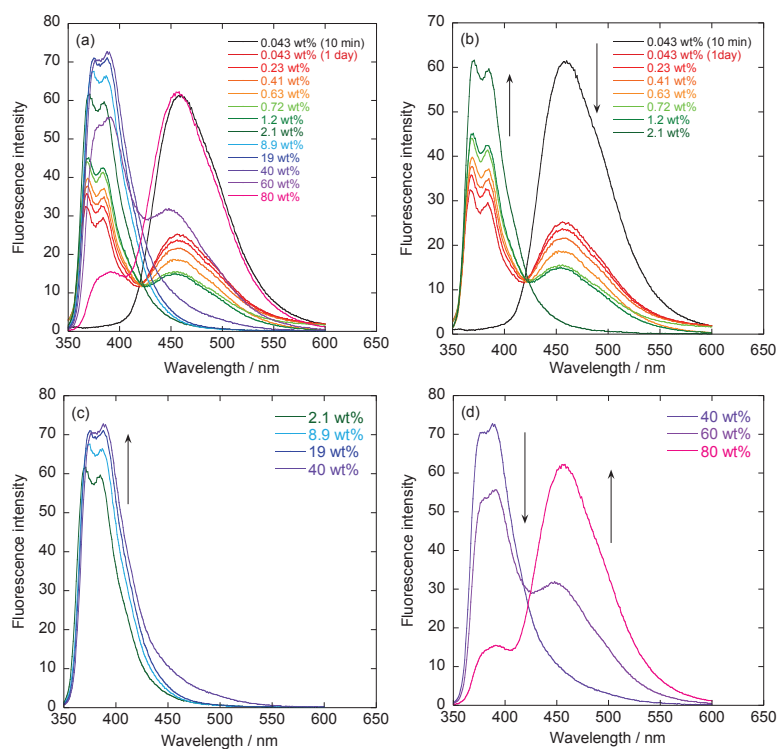 (a)
0.043 wt% (10 min)
0.043 wt% (1 day)
0.23 wt%
0.41 wt%
0.63 wt%
0.72 wt%
1.2 wt%
2.1 wt%
8.9 wt%
19 wt%
40 wt%
60 wt%
80 wt%
Fluorescence intensity
80
70
60
50
40
30
20
10
0
350 400 450 500 550 600 650
Wavelength / nm
(b)
0.043 wt% (10 min)
0.043 wt% (1day)
0.23 wt%
0.41 wt%
0.63 wt%
0.72 wt%
1.2 wt%
2.1 wt%
Fluorescence intensity
70
60
50
40
30
20
10
0
350 400 450 500 550 600 650
Wavelength / nm
(c)
2.1 wt%
8.9 wt%
19 wt%
40 wt%
Fluorescence intensity
80
70
60
50
40
30
20
10
0
350 400 450 500 550 600 650
Wavelength / nm
(d)
40 wt%
60 wt%
80 wt%
Fluorescence intensity
80
70
60
50
40
30
20
10
0
350 400 450 500 550 600 650
Wavelength / nm